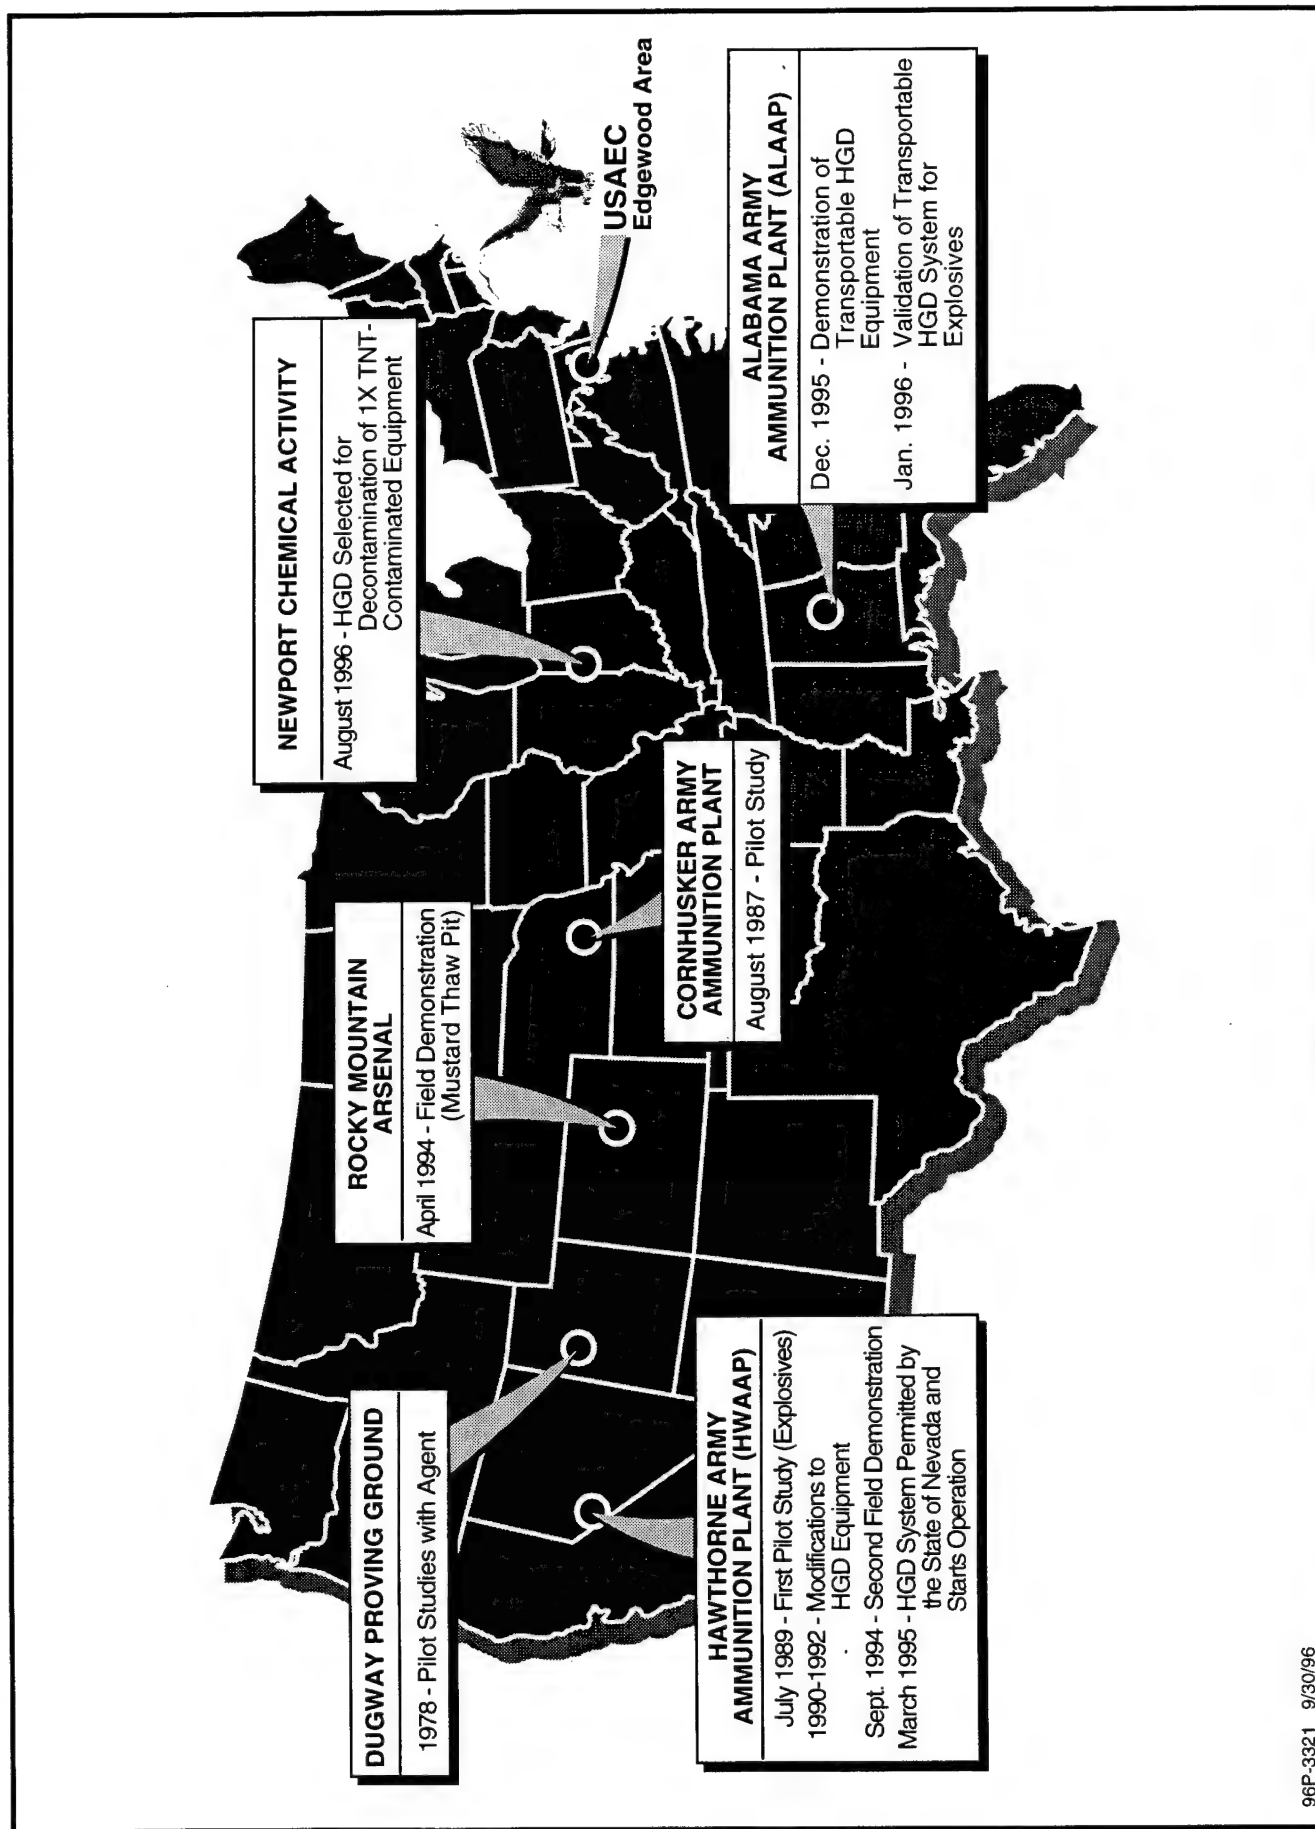 DUGWAY PROVING GROUND
1978 - Pilot Studies with Agent
ROCKY MOUNTAIN
ARSENAL
April 1994 - Field Demonstration
(Mustard Thaw Pit)
NEWPORT CHEMICAL ACTIVITY
August 1996 - HGD Selected for
Decontamination of 1X TNT-
Contaminated Equipment
USAEC
Edgewood Area
HAWTHORNE ARMY
AMMUNITION PLANT (HWAAP)
July 1989 - First Pilot Study (Explosives)
1990-1992 - Modifications to
HGD Equipment
Sept. 1994 - Second Field Demonstration
March 1995 - HGD System Permitted by
the State of Nevada and
Starts Operation
CORNHUSKER ARMY
AMMUNITION PLANT
August 1987 - Pilot Study
ALABAMA ARMY
AMMUNITION PLANT (ALAAP)
Dec. 1995 - Demonstration of
Transportable HGD
Equipment
Jan. 1996 - Validation of Transportable
HGD System for
Explosives
96P-3321 9/30/96